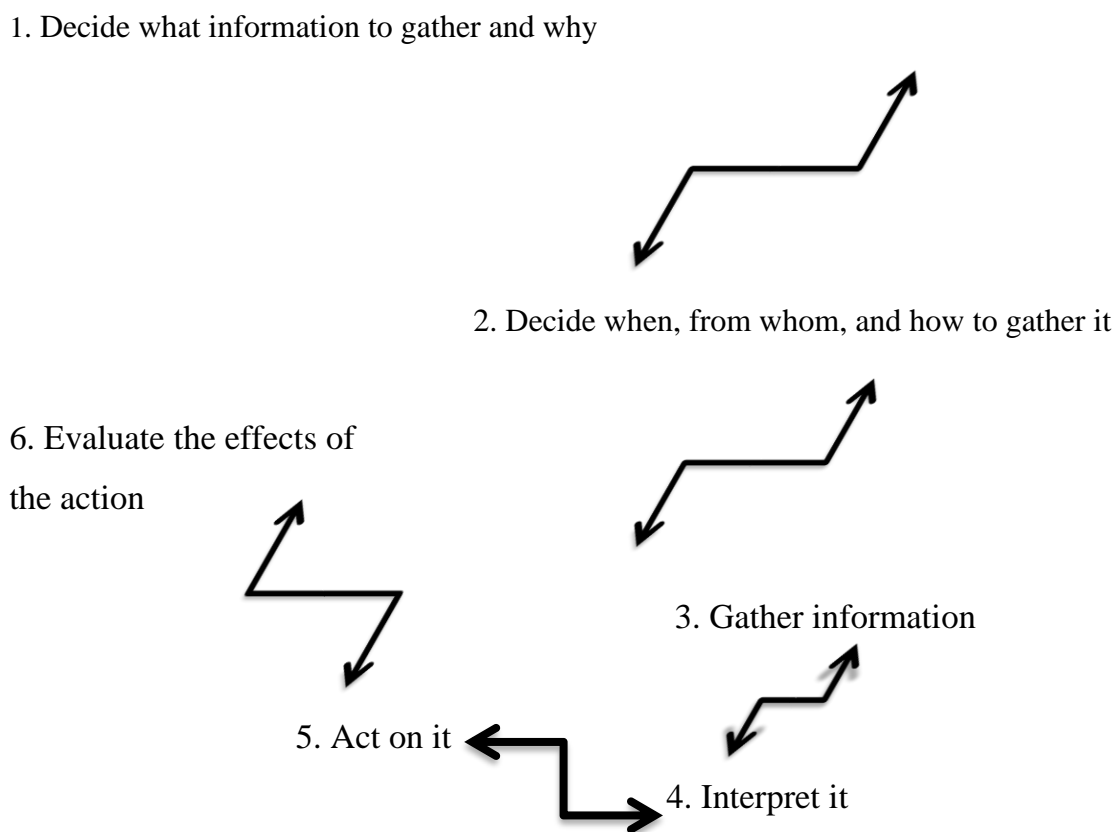 1. Decide what information to gather and why
2. Decide when, from whom, and how to gather it
6. Evaluate the effects of
the action
3. Gather information
5. Act on it
4. Interpret it